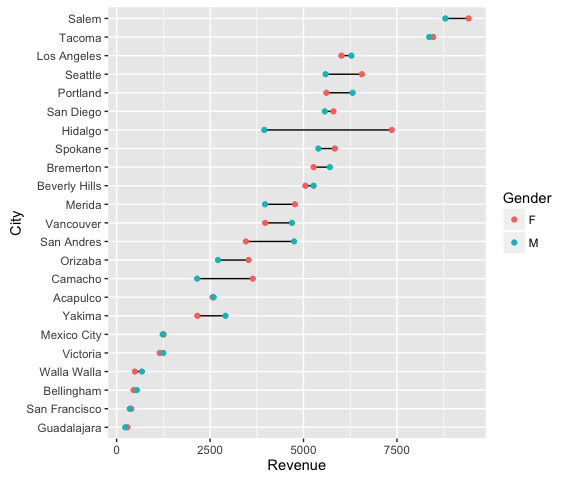 Salem
Tacoma
Los Angeles
Seattle
Portland
San Diego
Hidalgo
Spokane
Bremerton
Beverly Hills
Merida
Vancouver
San Andres
Orizaba
Camacho
Acapulco
Yakima
Mexico City
Victoria
Walla Walla
Bellingham
San Francisco
Guadalajara
City
0 2500 5000 7500
Revenue
Gender
F
M